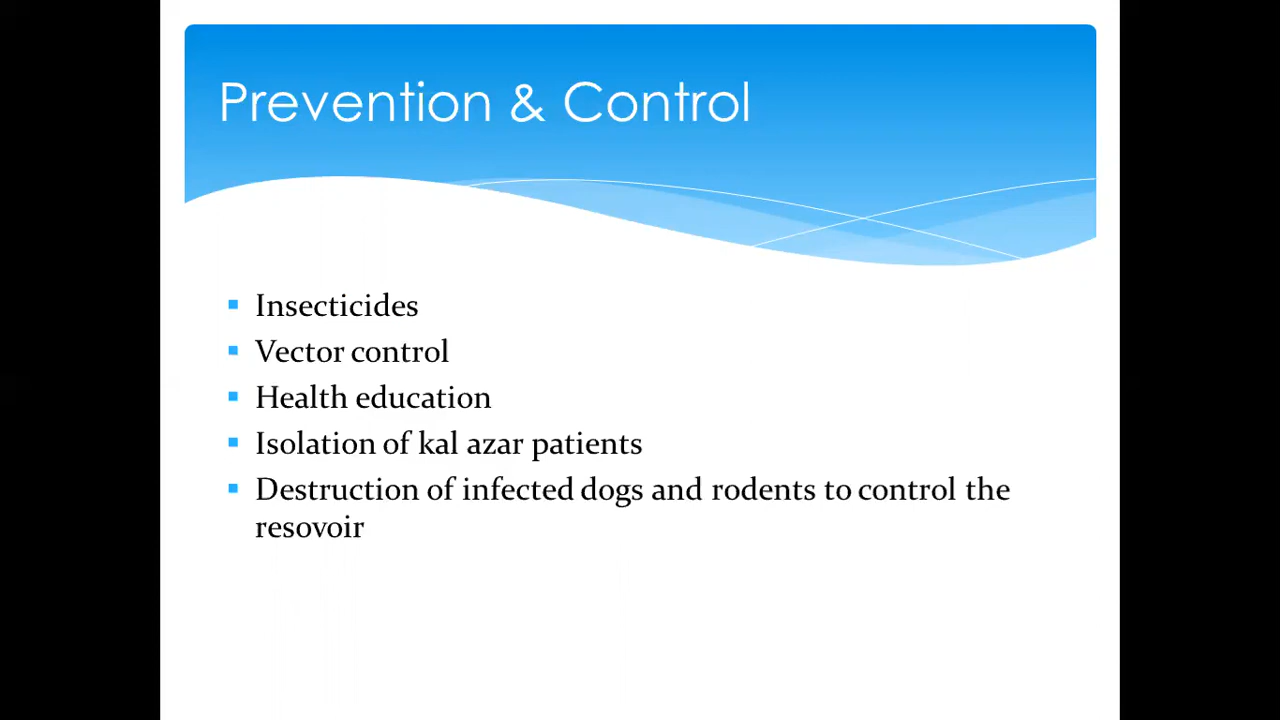 Prevention & Control
▪ Insecticides
▪ Vector control
▪ Health education
▪ Isolation of kal azar patients
▪ Destruction of infected dogs and rodents to control the
resovoir